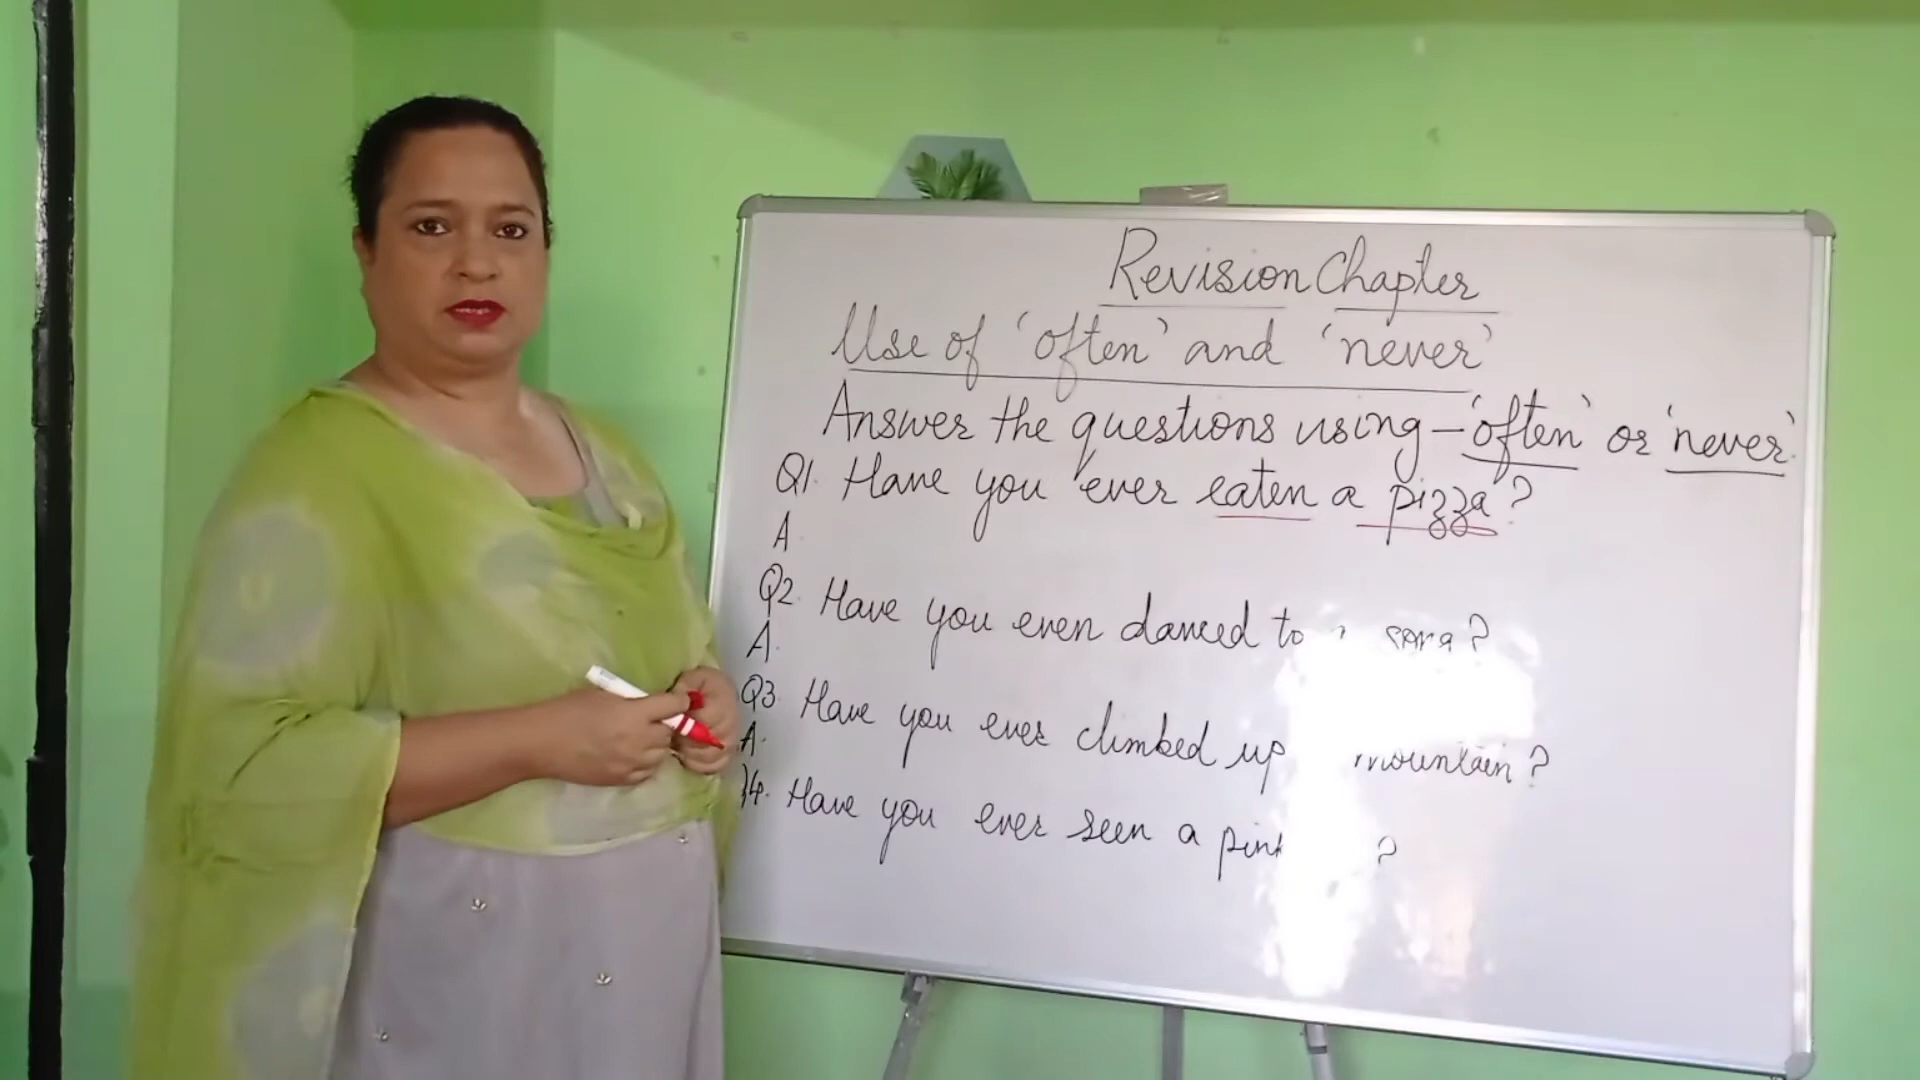 Revision Chapter
Use of 'often' and 'never'
Answer the questions using - 'often' or 'never'.
Q1. Have you ever eaten a pizza?
A.
Q2. Have you even danced to song?
A.
Q3. Have you ever climbed up mountain?
A.
4. Have you ever seen a pink ?